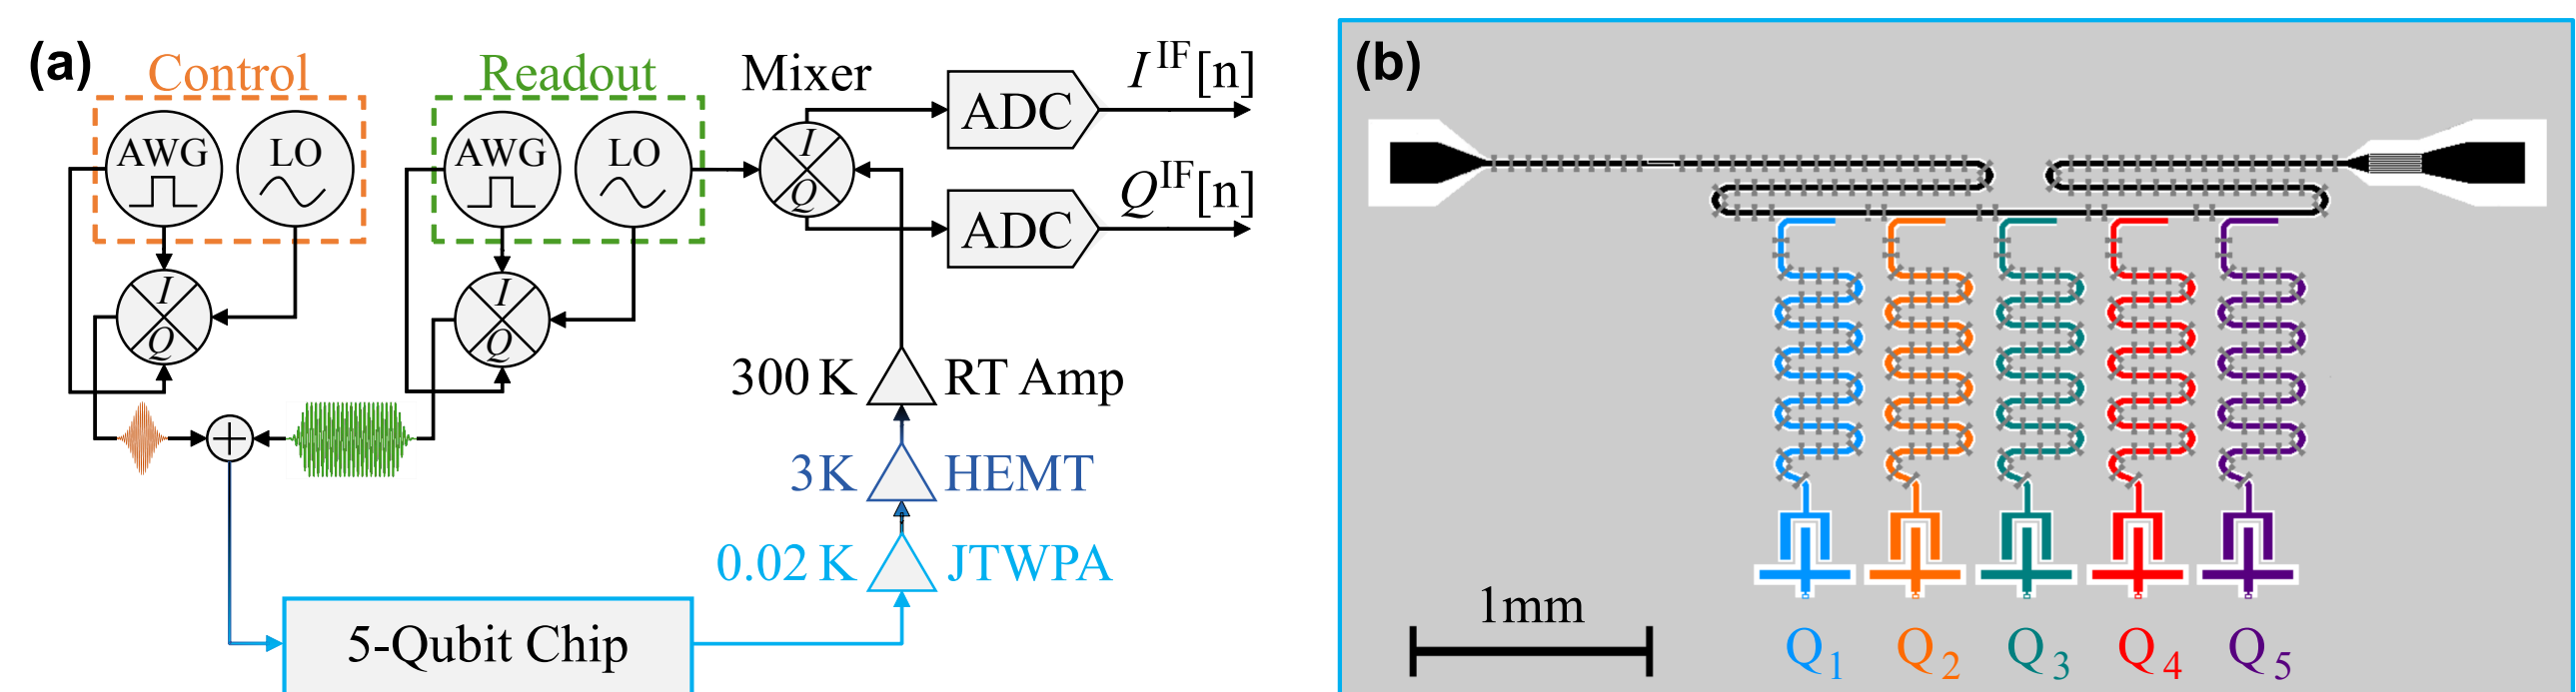 (a)
Control
Readout
Mixer
AWG
LO
AWG
LO
I
Q
ADC
I^IF[n]
ADC
Q^IF[n]
I
Q
I
Q
300 K
RT Amp
3K
HEMT
0.02 K
JTWPA
5-Qubit Chip
(b)
1mm
Q1
Q2
Q3
Q4
Q5